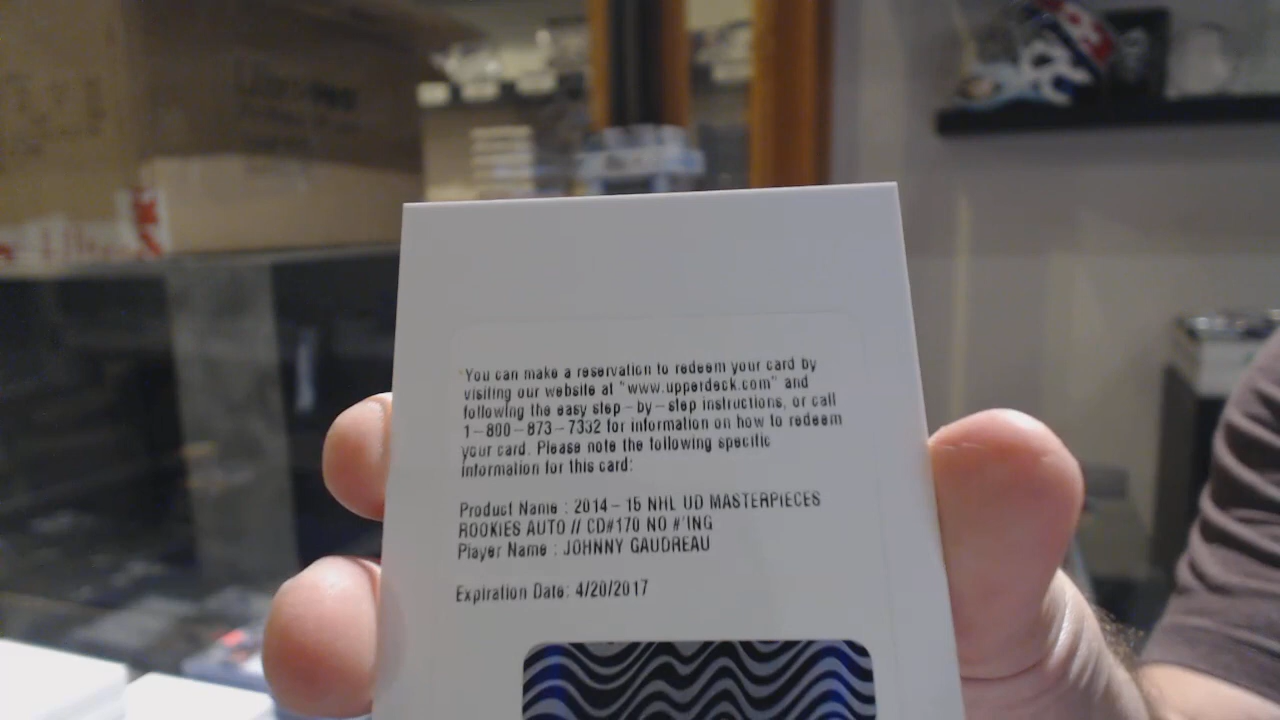 You can make a reservation to redeem your card by
visiting our website at "www.upperdeck.com" and
following the easy step-by-step instructions, or call
1-800-873-7332 for information on how to redeem
your card. Please note the following specific
information for this card:
Product Name : 2014-15 NHL UD MASTERPIECES
ROOKIES AUTO // CD#170 NO #'ING
Player Name : JOHNNY GAUDREAU
Expiration Date: 4/20/2017